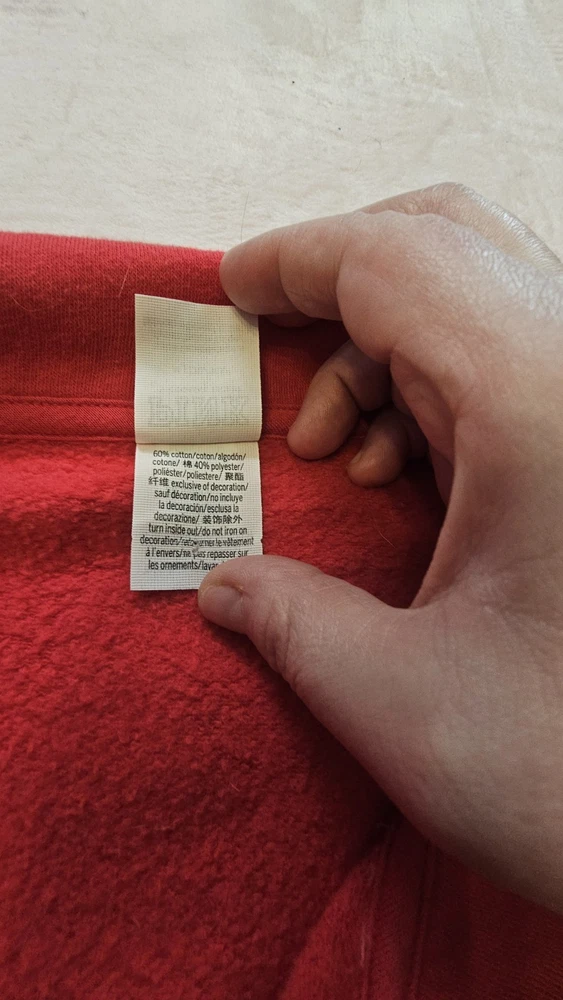 60% cotton/coton/algodón/
cotone/ 棉 40% polyester/
poliéster/poliestere/ 聚酯
纤维 exclusive of decoration/
sauf décoration/no incluye
la decoración/esclusa la
decorazione/ 装饰除外
turn inside out/do not iron on
decoration/retourner le vêtement
à l'envers/ne pas repasser sur
les ornements/lavar